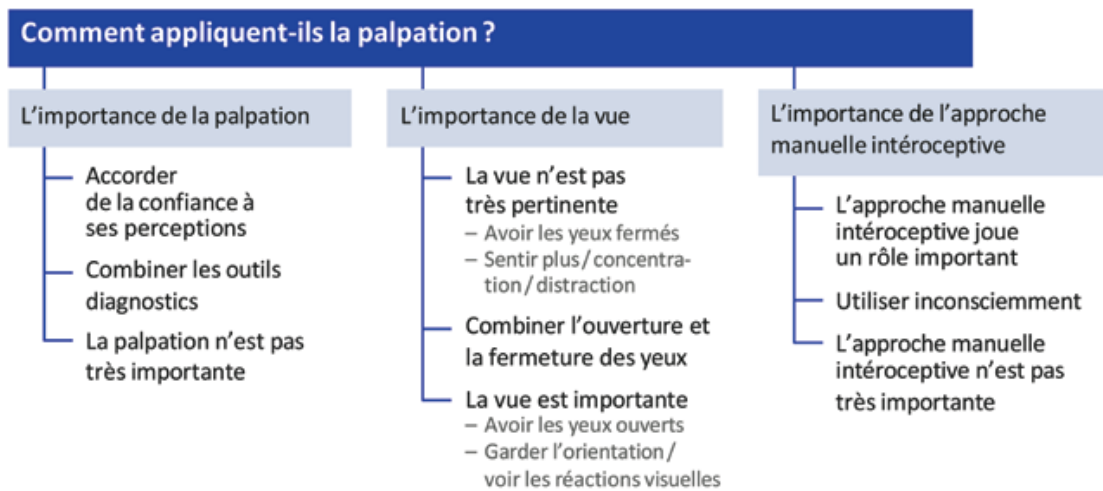 Comment appliquent-ils la palpation ?
L’importance de la palpation
Accorder
de la confiance à
ses perceptions
Combiner les outils
diagnostics
La palpation n’est pas
très importante
L’importance de la vue
La vue n’est pas
très pertinente
– Avoir les yeux fermés
– Sentir plus / concentra-
tion / distraction
Combiner l’ouverture et
la fermeture des yeux
La vue est importante
– Avoir les yeux ouverts
– Garder l’orientation /
voir les réactions visuelles
L’importance de l’approche
manuelle intéroceptive
L’approche manuelle
intéroceptive joue
un rôle important
Utiliser inconsciemment
L’approche manuelle
intéroceptive n’est pas
très importante